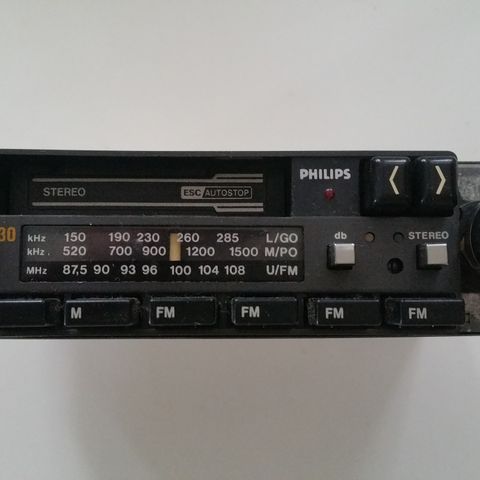 STEREO ESC AUTOSTOP PHILIPS < >
30 kHz 150 190 230 260 285 L/GO db STEREO
kHz. 520 700 900 1200 1500 M/PO
MHz 87,5 90 93 96 100 104 108 U/FM
M FM FM FM FM